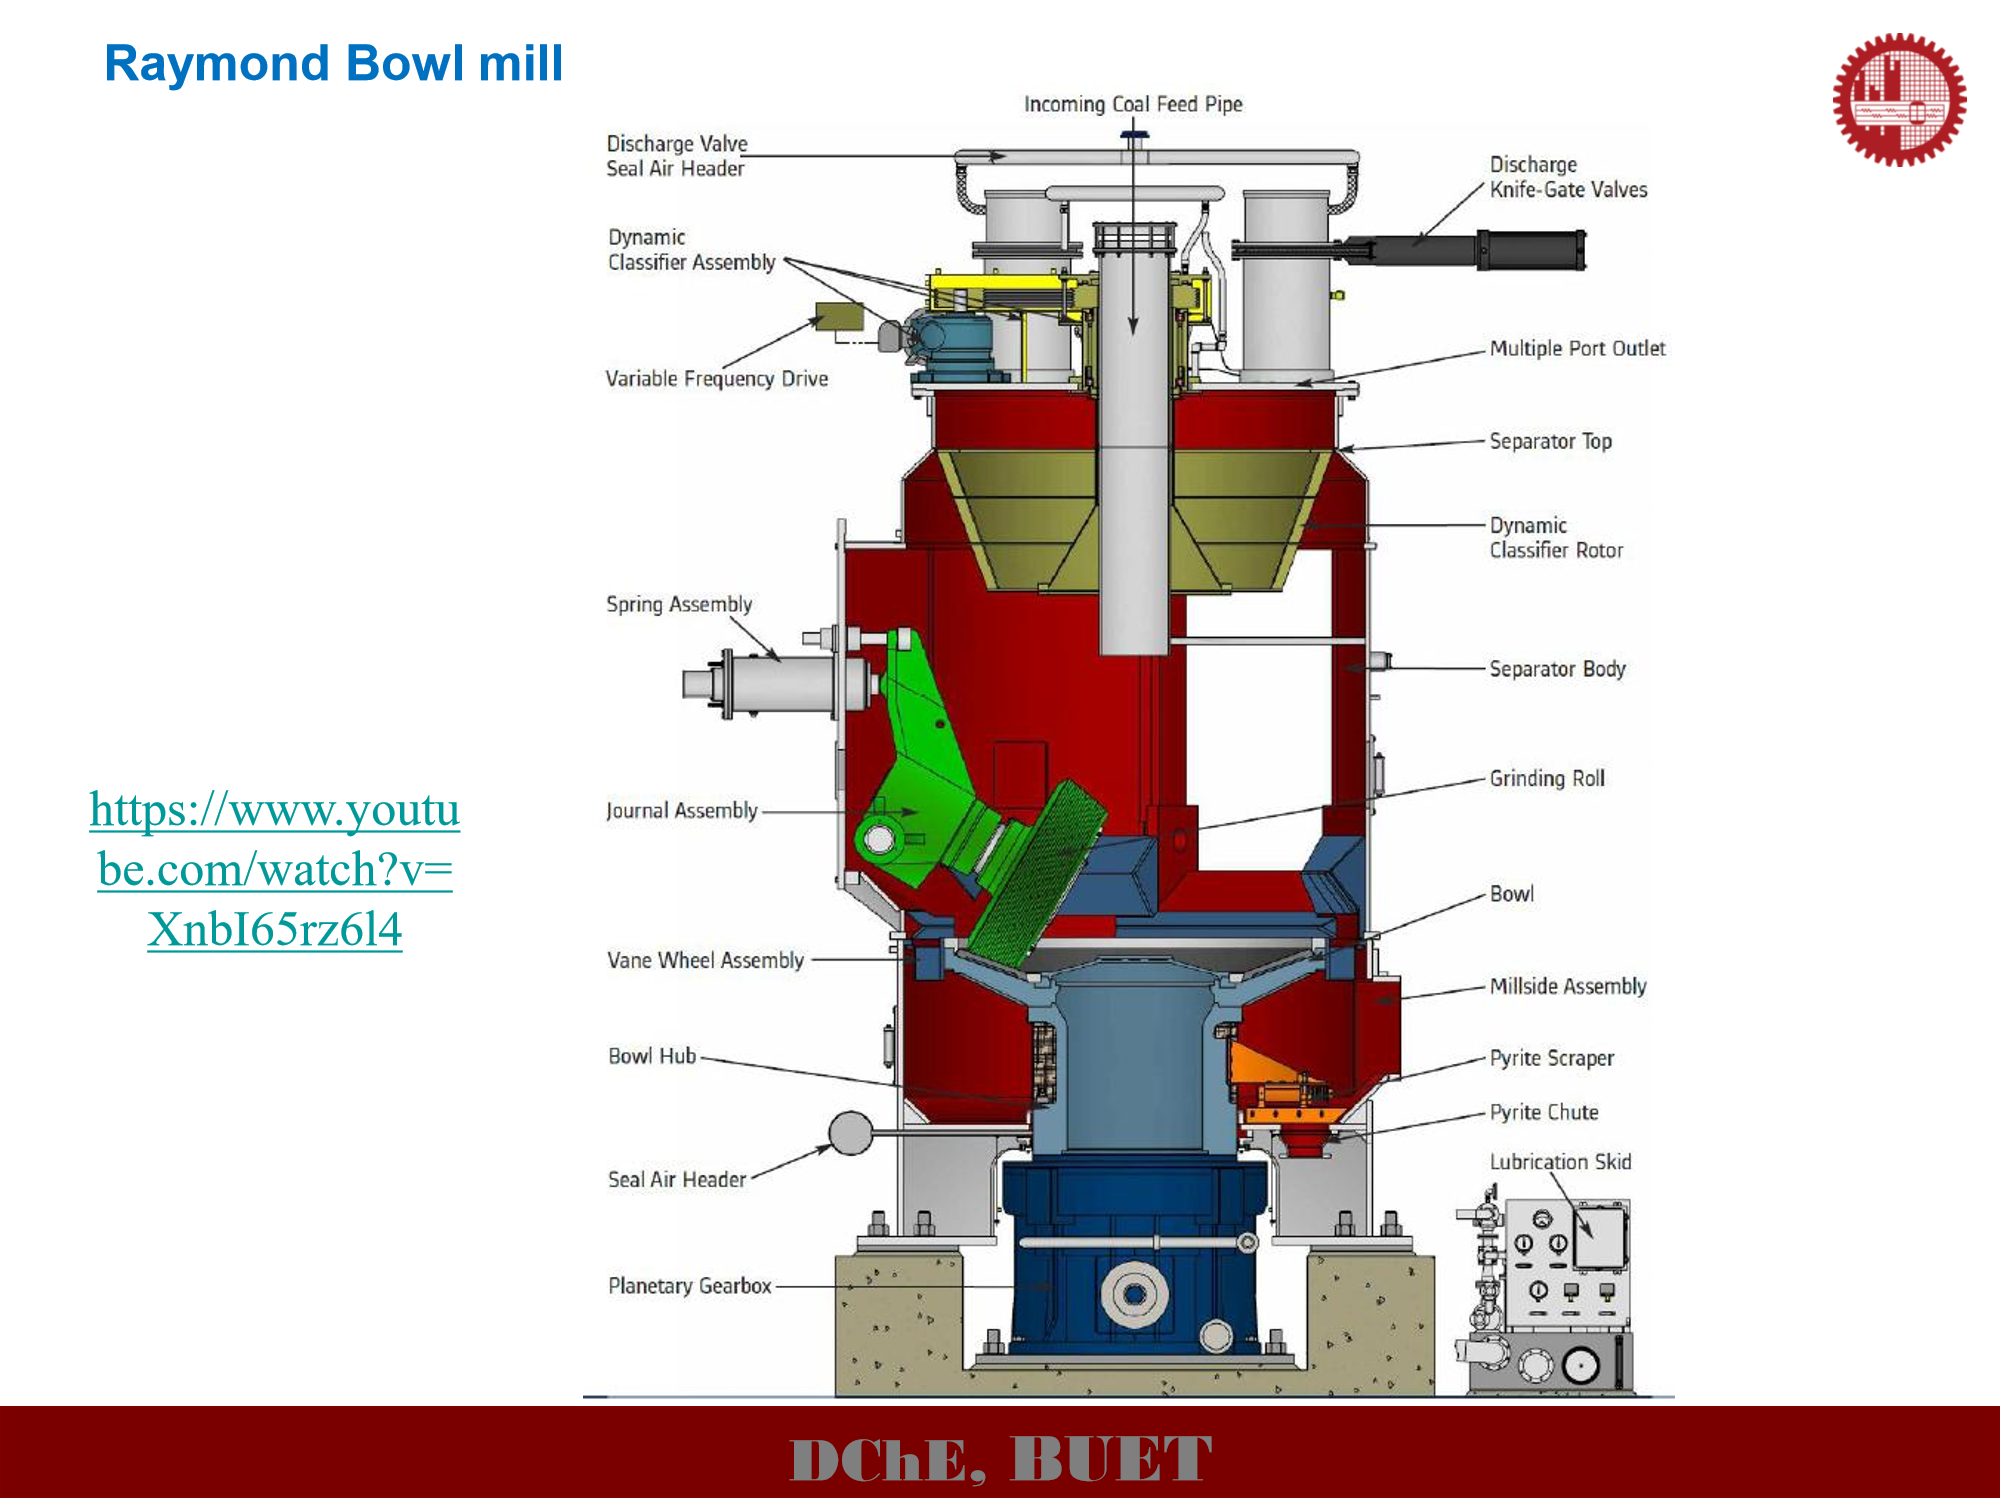 Raymond Bowl mill
Incoming Coal Feed Pipe
Discharge Valve
Seal Air Header
Discharge
Knife-Gate Valves
Dynamic
Classifier Assembly
Variable Frequency Drive
Multiple Port Outlet
Separator Top
Dynamic
Classifier Rotor
Spring Assembly
Separator Body
Grinding Roll
Journal Assembly
https://www.youtu
be.com/watch?v=
XnbI65rz6l4
Bowl
Vane Wheel Assembly
Millside Assembly
Bowl Hub
Pyrite Scraper
Pyrite Chute
Lubrication Skid
Seal Air Header
Planetary Gearbox
DChE, BUET